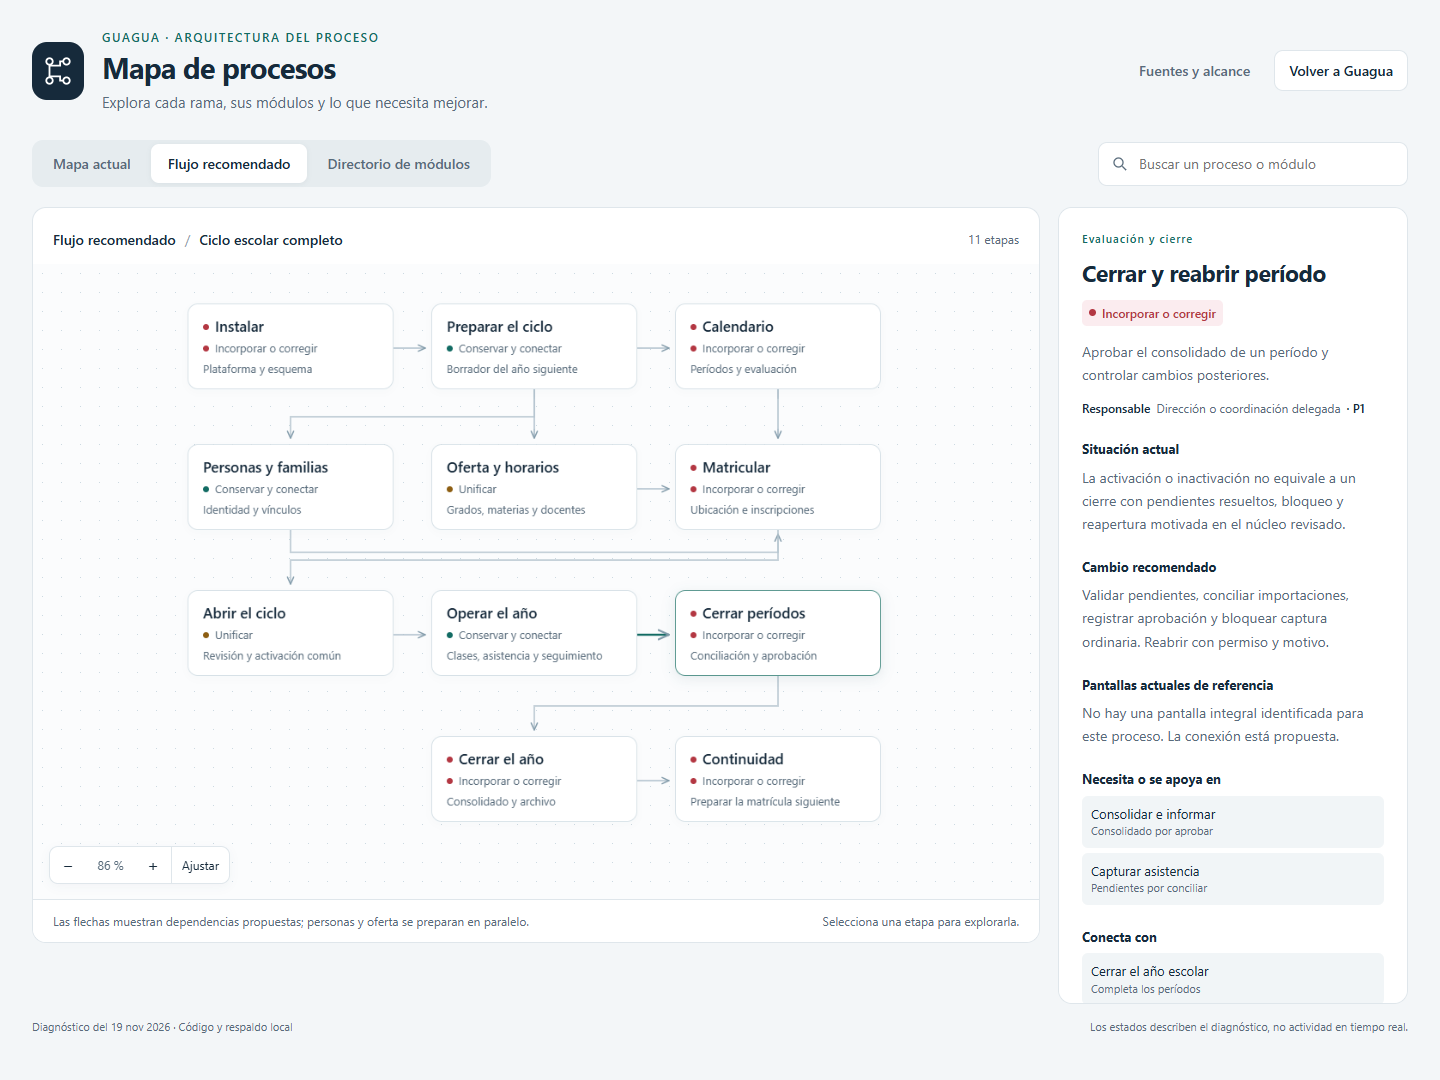 GUAGUA · ARQUITECTURA DEL PROCESO
Mapa de procesos
Explora cada rama, sus módulos y lo que necesita mejorar.
Fuentes y alcance
Volver a Guagua
Mapa actual
Flujo recomendado
Directorio de módulos
Buscar un proceso o módulo
Flujo recomendado / Ciclo escolar completo
11 etapas
Instalar
Incorporar o corregir
Plataforma y esquema
Preparar el ciclo
Conservar y conectar
Borrador del año siguiente
Calendario
Incorporar o corregir
Períodos y evaluación
Personas y familias
Conservar y conectar
Identidad y vínculos
Oferta y horarios
Unificar
Grados, materias y docentes
Matricular
Incorporar o corregir
Ubicación e inscripciones
Abrir el ciclo
Unificar
Revisión y activación común
Operar el año
Conservar y conectar
Clases, asistencia y seguimiento
Cerrar períodos
Incorporar o corregir
Conciliación y aprobación
Cerrar el año
Incorporar o corregir
Consolidado y archivo
Continuidad
Incorporar o corregir
Preparar la matrícula siguiente
− 86 % + Ajustar
Las flechas muestran dependencias propuestas; personas y oferta se preparan en paralelo.
Selecciona una etapa para explorarla.
Evaluación y cierre
Cerrar y reabrir período
Incorporar o corregir
Aprobar el consolidado de un período y
controlar cambios posteriores.
Responsable Dirección o coordinación delegada · P1
Situación actual
La activación o inactivación no equivale a un
cierre con pendientes resueltos, bloqueo y
reapertura motivada en el núcleo revisado.
Cambio recomendado
Validar pendientes, conciliar importaciones,
registrar aprobación y bloquear captura
ordinaria. Reabrir con permiso y motivo.
Pantallas actuales de referencia
No hay una pantalla integral identificada para
este proceso. La conexión está propuesta.
Necesita o se apoya en
Consolidar e informar
Consolidado por aprobar
Capturar asistencia
Pendientes por conciliar
Conecta con
Cerrar el año escolar
Completa los períodos
Diagnóstico del 19 nov 2026 · Código y respaldo local
Los estados describen el diagnóstico, no actividad en tiempo real.